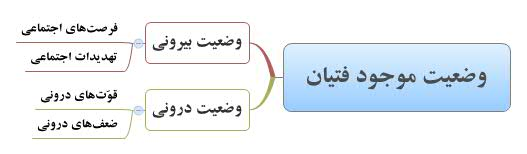 وضعیت موجود فتیان
وضعیت بیرونی
فرصت‌های اجتماعی
تهدیدات اجتماعی
وضعیت درونی
قوّت‌های درونی
ضعف‌های درونی